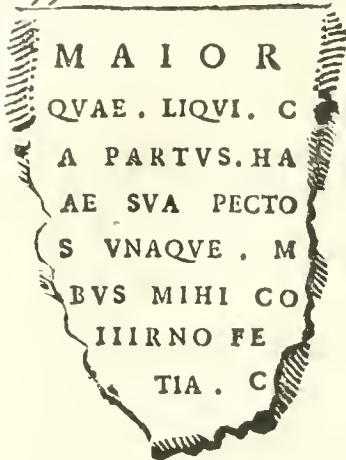 MAIOR
QVAE . LIQVI . C
A PARTVS . HA
AE SVA PECTO
S VNAQVE . M
BVS MIHI CO
IIIRNO FE
TIA . C